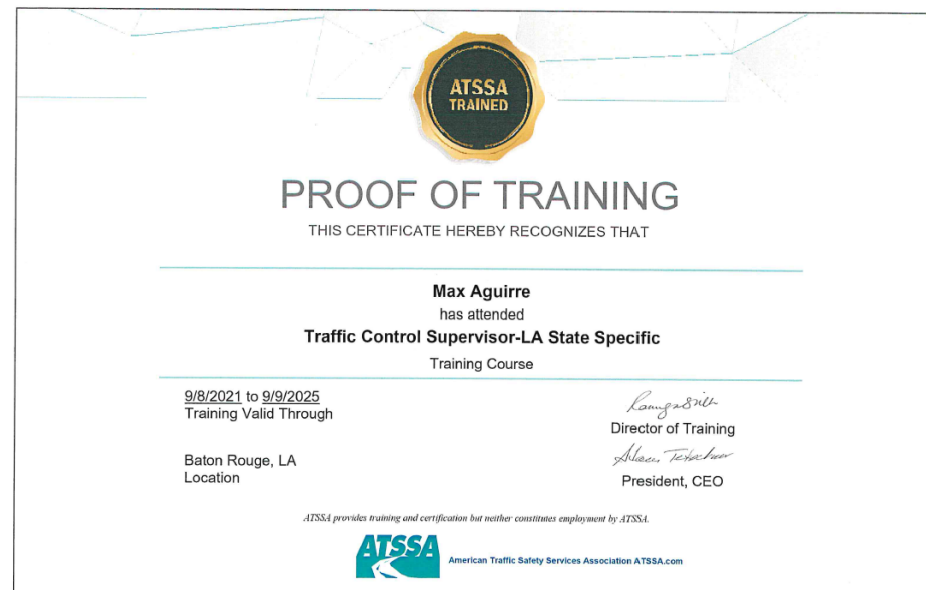 ATSSA
TRAINED
PROOF OF TRAINING
THIS CERTIFICATE HEREBY RECOGNIZES THAT
Max Aguirre
has attended
Traffic Control Supervisor-LA State Specific
Training Course
9/8/2021 to 9/9/2025
Training Valid Through
Director of Training
Baton Rouge, LA
Location
President, CEO
ATSSA provides training and certification but neither constitutes employment by ATSSA.
ATSSA
American Traffic Safety Services Association ATSSA.com